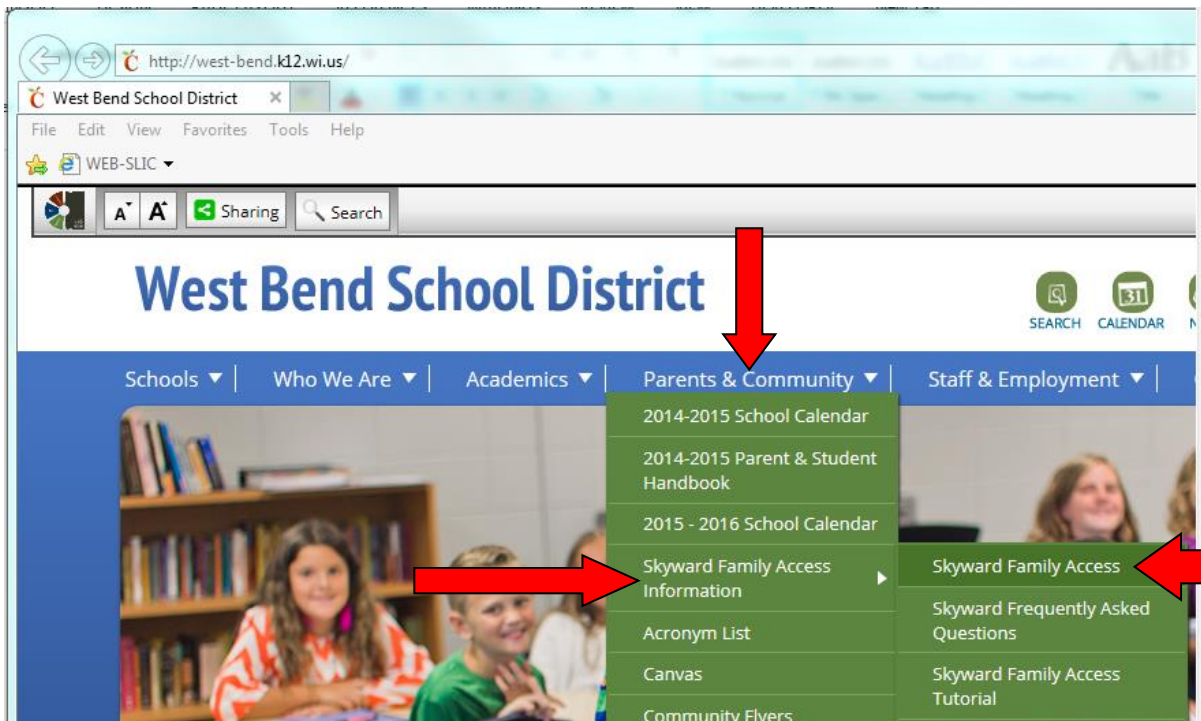 http://west-bend.k12.wi.us/
AaB
West Bend School District
File Edit View Favorites Tools Help
WEB-SLIC
A A Sharing Search
West Bend School District
31
SEARCH CALENDAR
Schools Who We Are Academics Parents & Community Staff & Employment
2014-2015 School Calendar
2014-2015 Parent & Student
Handbook
2015 - 2016 School Calendar
Skyward Family Access
Information
Acronym List
Canvas
Community Flyers
Skyward Family Access
Skyward Frequently Asked
Questions
Skyward Family Access
Tutorial